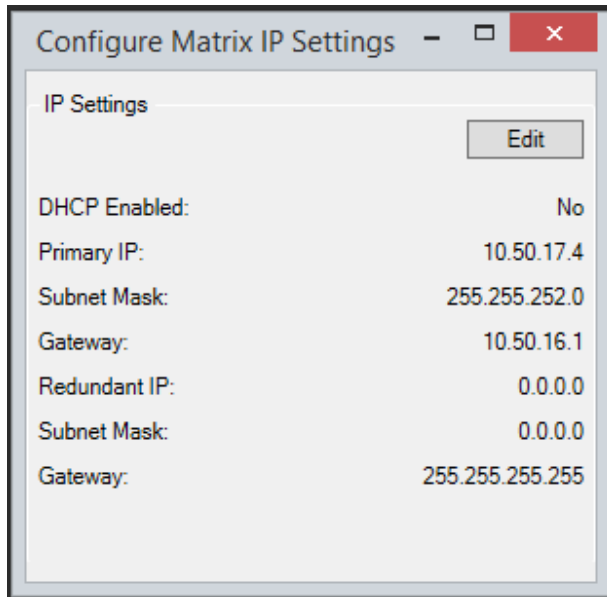 Configure Matrix IP Settings
IP Settings
Edit
DHCP Enabled: No
Primary IP: 10.50.17.4
Subnet Mask: 255.255.252.0
Gateway: 10.50.16.1
Redundant IP: 0.0.0.0
Subnet Mask: 0.0.0.0
Gateway: 255.255.255.255